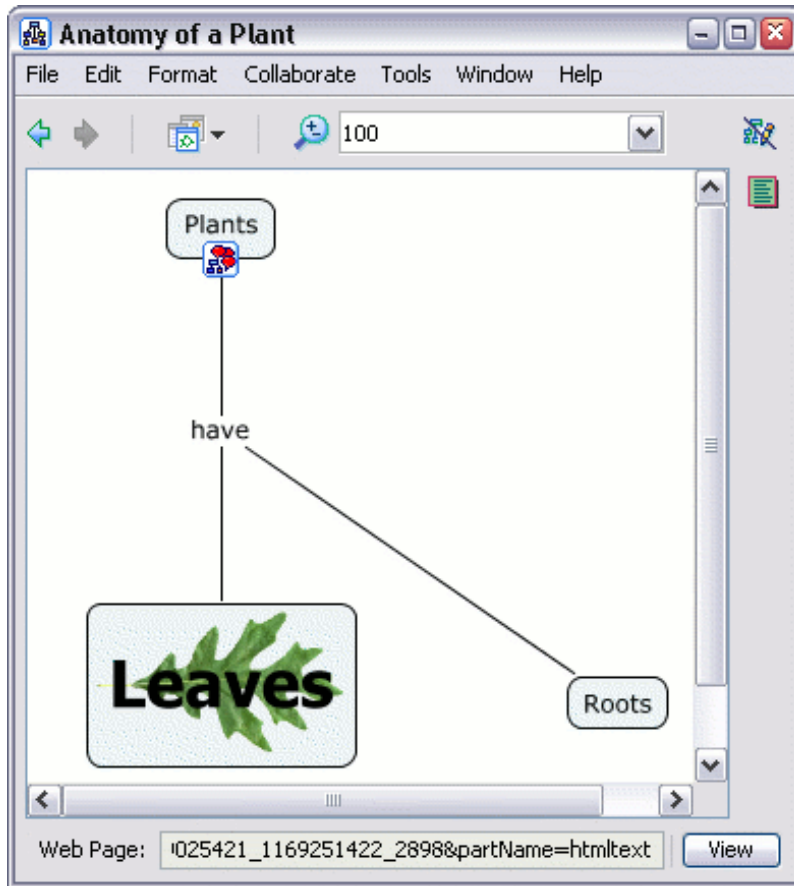 Anatomy of a Plant
File Edit Format Collaborate Tools Window Help
100
Plants
have
Leaves
Roots
Web Page: 025421_1169251422_2898&partName=htmltext View